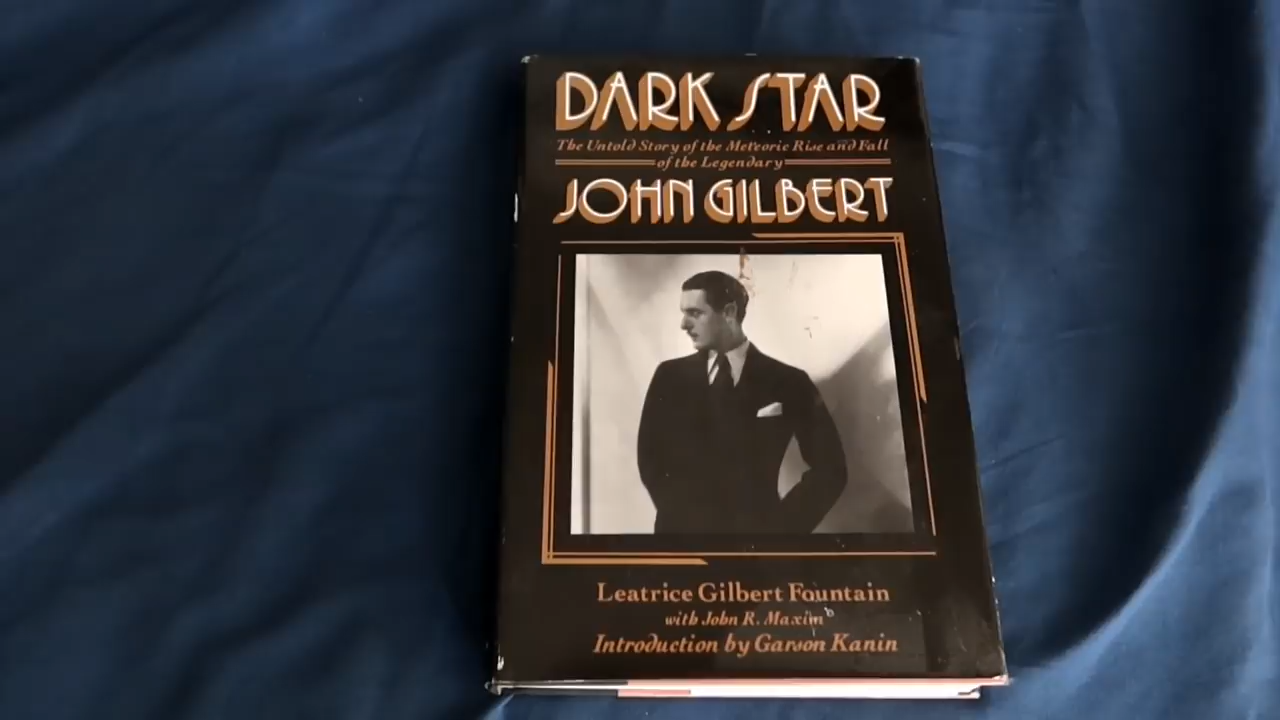 DARK STAR
The Untold Story of the Meteoric Rise and Fall
of the Legendary
JOHN GILBERT
Leatrice Gilbert Fountain
with John R. Maxim
Introduction by Garson Kanin